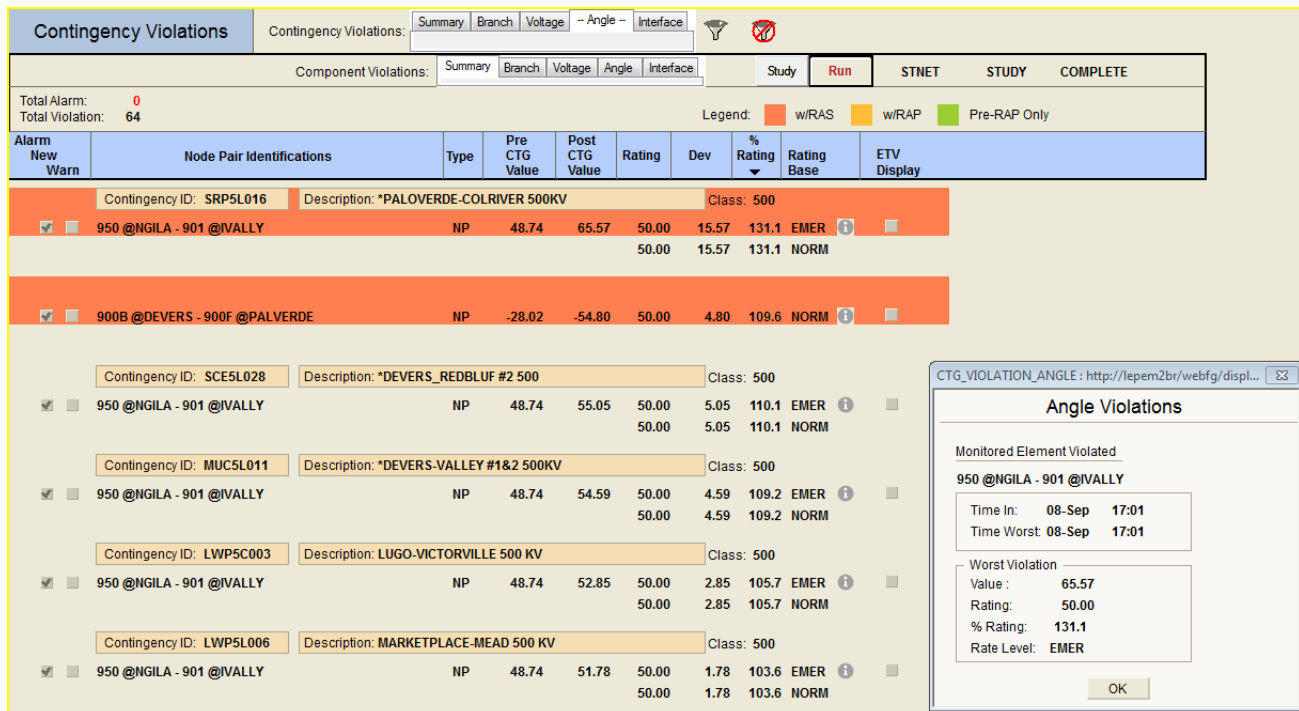 Contingency Violations Contingency Violations: Summary Branch Voltage -- Angle -- Interface
Component Violations: Summary Branch Voltage Angle Interface Study Run STNET STUDY COMPLETE
Total Alarm: 0
Total Violation: 64 Legend: w/RAS w/RAP Pre-RAP Only
Alarm
New
Warn
Node Pair Identifications
Type
Pre
CTG
Value
Post
CTG
Value
Rating
Dev
%
Rating
Rating
Base
ETV
Display
Contingency ID: SRP5L016 Description: *PALOVERDE-COLRIVER 500KV Class: 500
950 @NGILA - 901 @IVALLY NP 48.74 65.57 50.00 15.57 131.1 EMER
50.00 15.57 131.1 NORM
900B @DEVERS - 900F @PALVERDE NP -28.02 -54.80 50.00 4.80 109.6 NORM
Contingency ID: SCE5L028 Description: *DEVERS_REDBLUF #2 500 Class: 500
950 @NGILA - 901 @IVALLY NP 48.74 55.05 50.00 5.05 110.1 EMER
50.00 5.05 110.1 NORM
Contingency ID: MUC5L011 Description: *DEVERS-VALLEY #1&2 500KV Class: 500
950 @NGILA - 901 @IVALLY NP 48.74 54.59 50.00 4.59 109.2 EMER
50.00 4.59 109.2 NORM
Contingency ID: LWP5C003 Description: LUGO-VICTORVILLE 500 KV Class: 500
950 @NGILA - 901 @IVALLY NP 48.74 52.85 50.00 2.85 105.7 EMER
50.00 2.85 105.7 NORM
Contingency ID: LWP5L006 Description: MARKETPLACE-MEAD 500 KV Class: 500
950 @NGILA - 901 @IVALLY NP 48.74 51.78 50.00 1.78 103.6 EMER
50.00 1.78 103.6 NORM
CTG_VIOLATION_ANGLE : http://lepem2br/webfg/displ...
Angle Violations
Monitored Element Violated
950 @NGILA - 901 @IVALLY
Time In: 08-Sep 17:01
Time Worst: 08-Sep 17:01
Worst Violation
Value : 65.57
Rating: 50.00
% Rating: 131.1
Rate Level: EMER
OK